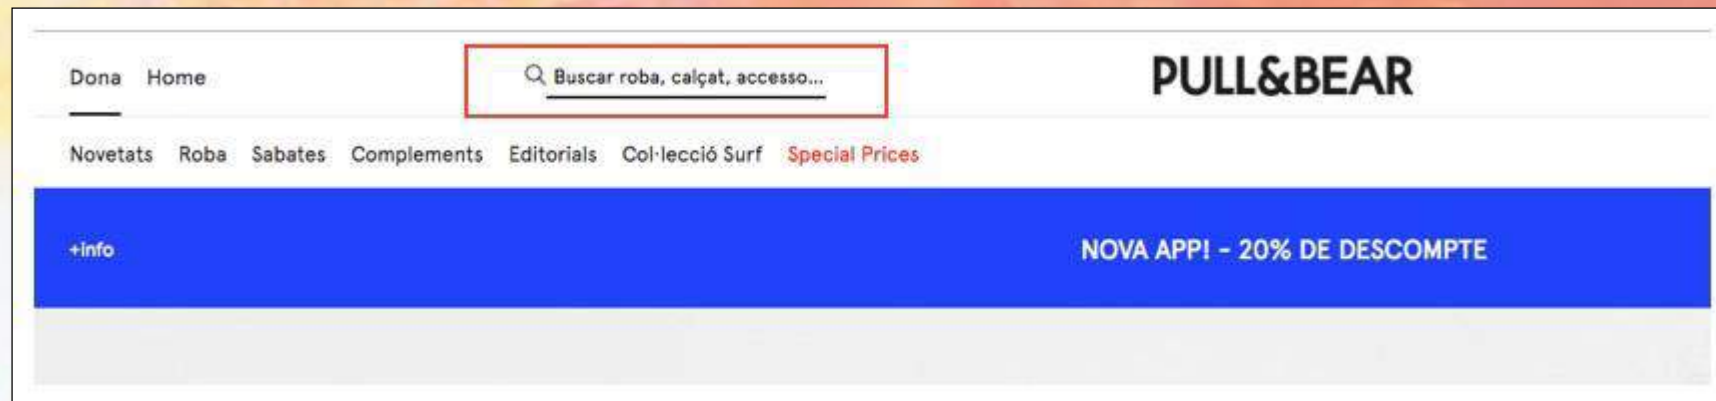 Dona Home
Buscar roba, calçat, accesso...
PULL&BEAR
Novetats Roba Sabates Complements Editorials Col·lecció Surf Special Prices
+info
NOVA APP! - 20% DE DESCOMPTE